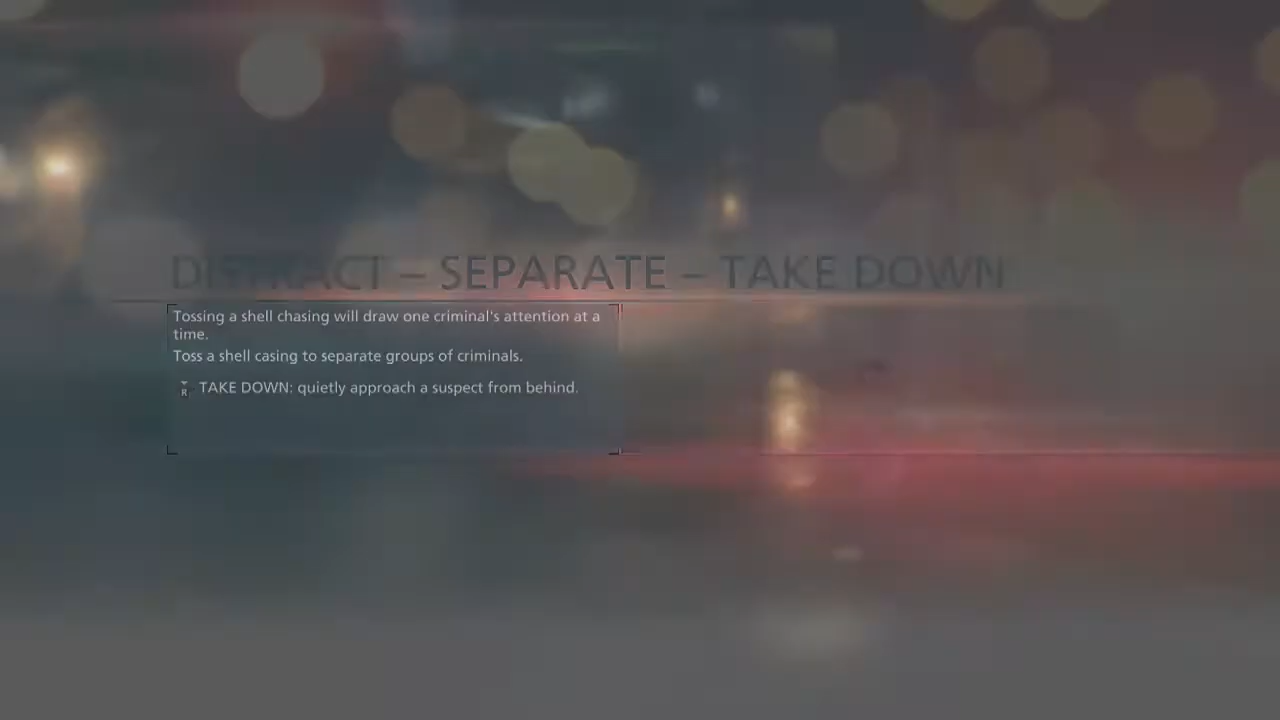 DISTRACT – SEPARATE – TAKE DOWN
Tossing a shell chasing will draw one criminal's attention at a
time.
Toss a shell casing to separate groups of criminals.
R TAKE DOWN: quietly approach a suspect from behind.